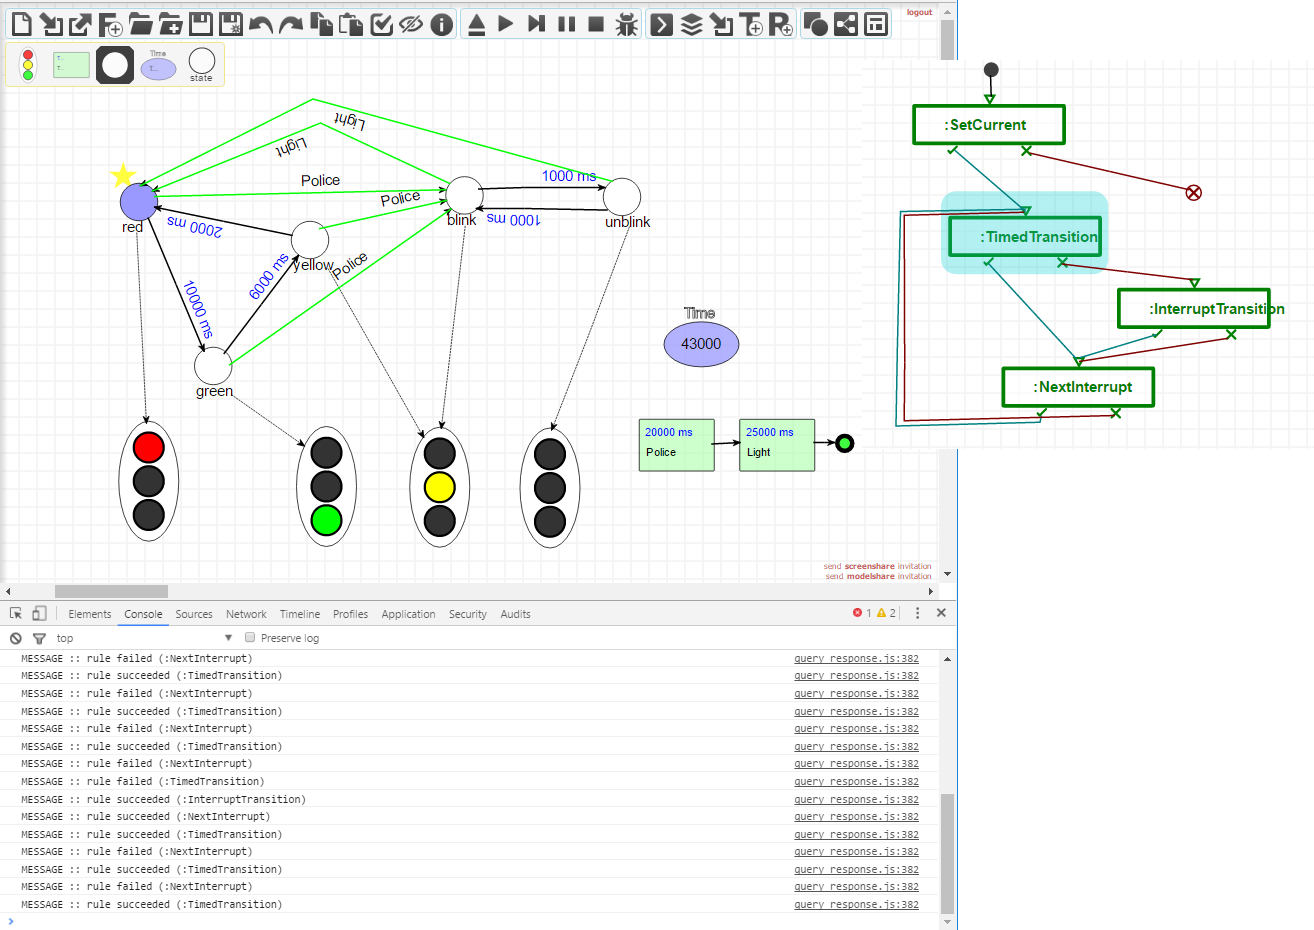 logout
Time
T...
T...
T...
state
Light
Light
Police
1000 ms
Police
1000 ms
blink
unblink
red
2000 ms
yellow
Police
6000 ms
10000 ms
green
Time
43000
20000 ms
Police
25000 ms
Light
:SetCurrent
:TimedTransition
:InterruptTransition
:NextInterrupt
send screenshare invitation
send modelshare invitation
Elements Console Sources Network Timeline Profiles Application Security Audits 1 2
top Preserve log
MESSAGE :: rule failed (:NextInterrupt) query_response.js:382
MESSAGE :: rule succeeded (:TimedTransition) query_response.js:382
MESSAGE :: rule failed (:NextInterrupt) query_response.js:382
MESSAGE :: rule succeeded (:TimedTransition) query_response.js:382
MESSAGE :: rule failed (:NextInterrupt) query_response.js:382
MESSAGE :: rule succeeded (:TimedTransition) query_response.js:382
MESSAGE :: rule failed (:NextInterrupt) query_response.js:382
MESSAGE :: rule failed (:TimedTransition) query_response.js:382
MESSAGE :: rule succeeded (:InterruptTransition) query_response.js:382
MESSAGE :: rule succeeded (:NextInterrupt) query_response.js:382
MESSAGE :: rule succeeded (:TimedTransition) query_response.js:382
MESSAGE :: rule failed (:NextInterrupt) query_response.js:382
MESSAGE :: rule succeeded (:TimedTransition) query_response.js:382
MESSAGE :: rule failed (:NextInterrupt) query_response.js:382
MESSAGE :: rule succeeded (:TimedTransition) query_response.js:382